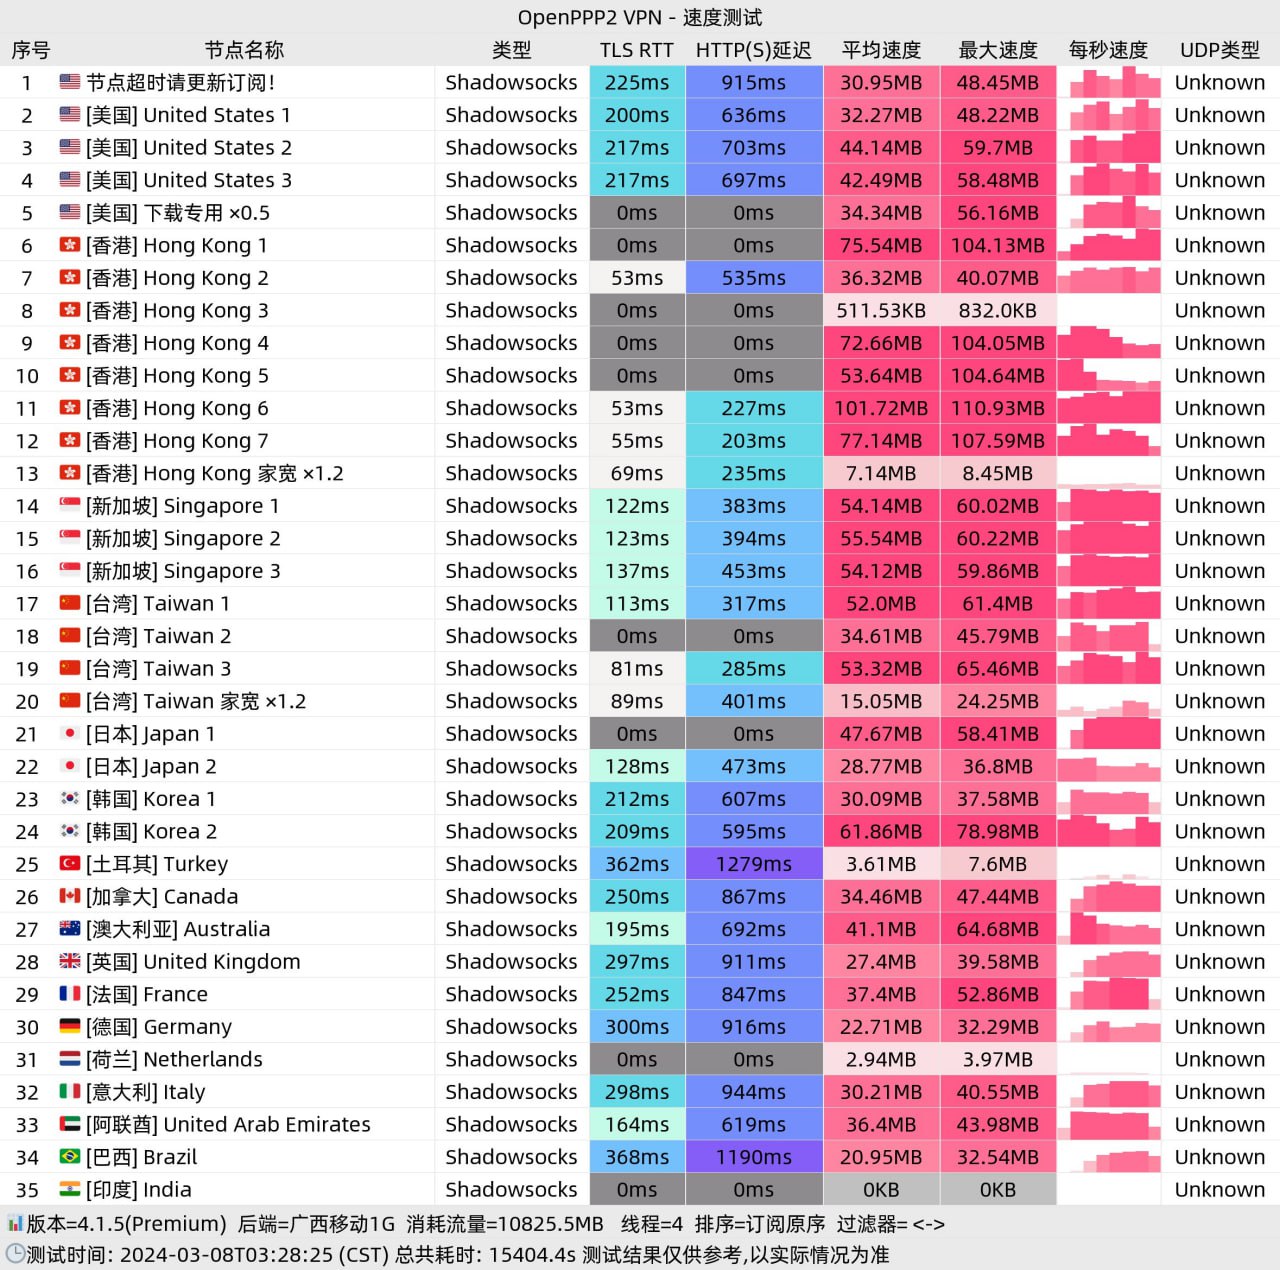 OpenPPP2 VPN - 速度测试
序号 节点名称 类型 TLS RTT HTTP(S)延迟 平均速度 最大速度 每秒速度 UDP类型
1 节点超时请更新订阅! Shadowsocks 225ms 915ms 30.95MB 48.45MB Unknown
2 [美国] United States 1 Shadowsocks 200ms 636ms 32.27MB 48.22MB Unknown
3 [美国] United States 2 Shadowsocks 217ms 703ms 44.14MB 59.7MB Unknown
4 [美国] United States 3 Shadowsocks 217ms 697ms 42.49MB 58.48MB Unknown
5 [美国] 下载专用 ×0.5 Shadowsocks 0ms 0ms 34.34MB 56.16MB Unknown
6 [香港] Hong Kong 1 Shadowsocks 0ms 0ms 75.54MB 104.13MB Unknown
7 [香港] Hong Kong 2 Shadowsocks 53ms 535ms 36.32MB 40.07MB Unknown
8 [香港] Hong Kong 3 Shadowsocks 0ms 0ms 511.53KB 832.0KB Unknown
9 [香港] Hong Kong 4 Shadowsocks 0ms 0ms 72.66MB 104.05MB Unknown
10 [香港] Hong Kong 5 Shadowsocks 0ms 0ms 53.64MB 104.64MB Unknown
11 [香港] Hong Kong 6 Shadowsocks 53ms 227ms 101.72MB 110.93MB Unknown
12 [香港] Hong Kong 7 Shadowsocks 55ms 203ms 77.14MB 107.59MB Unknown
13 [香港] Hong Kong 家宽 ×1.2 Shadowsocks 69ms 235ms 7.14MB 8.45MB Unknown
14 [新加坡] Singapore 1 Shadowsocks 122ms 383ms 54.14MB 60.02MB Unknown
15 [新加坡] Singapore 2 Shadowsocks 123ms 394ms 55.54MB 60.22MB Unknown
16 [新加坡] Singapore 3 Shadowsocks 137ms 453ms 54.12MB 59.86MB Unknown
17 [台湾] Taiwan 1 Shadowsocks 113ms 317ms 52.0MB 61.4MB Unknown
18 [台湾] Taiwan 2 Shadowsocks 0ms 0ms 34.61MB 45.79MB Unknown
19 [台湾] Taiwan 3 Shadowsocks 81ms 285ms 53.32MB 65.46MB Unknown
20 [台湾] Taiwan 家宽 ×1.2 Shadowsocks 89ms 401ms 15.05MB 24.25MB Unknown
21 [日本] Japan 1 Shadowsocks 0ms 0ms 47.67MB 58.41MB Unknown
22 [日本] Japan 2 Shadowsocks 128ms 473ms 28.77MB 36.8MB Unknown
23 [韩国] Korea 1 Shadowsocks 212ms 607ms 30.09MB 37.58MB Unknown
24 [韩国] Korea 2 Shadowsocks 209ms 595ms 61.86MB 78.98MB Unknown
25 [土耳其] Turkey Shadowsocks 362ms 1279ms 3.61MB 7.6MB Unknown
26 [加拿大] Canada Shadowsocks 250ms 867ms 34.46MB 47.44MB Unknown
27 [澳大利亚] Australia Shadowsocks 195ms 692ms 41.1MB 64.68MB Unknown
28 [英国] United Kingdom Shadowsocks 297ms 911ms 27.4MB 39.58MB Unknown
29 [法国] France Shadowsocks 252ms 847ms 37.4MB 52.86MB Unknown
30 [德国] Germany Shadowsocks 300ms 916ms 22.71MB 32.29MB Unknown
31 [荷兰] Netherlands Shadowsocks 0ms 0ms 2.94MB 3.97MB Unknown
32 [意大利] Italy Shadowsocks 298ms 944ms 30.21MB 40.55MB Unknown
33 [阿联酋] United Arab Emirates Shadowsocks 164ms 619ms 36.4MB 43.98MB Unknown
34 [巴西] Brazil Shadowsocks 368ms 1190ms 20.95MB 32.54MB Unknown
35 [印度] India Shadowsocks 0ms 0ms 0KB 0KB Unknown
版本=4.1.5(Premium) 后端=广西移动1G 消耗流量=10825.5MB 线程=4 排序=订阅原序 过滤器= <->
测试时间: 2024-03-08T03:28:25 (CST) 总共耗时: 15404.4s 测试结果仅供参考,以实际情况为准